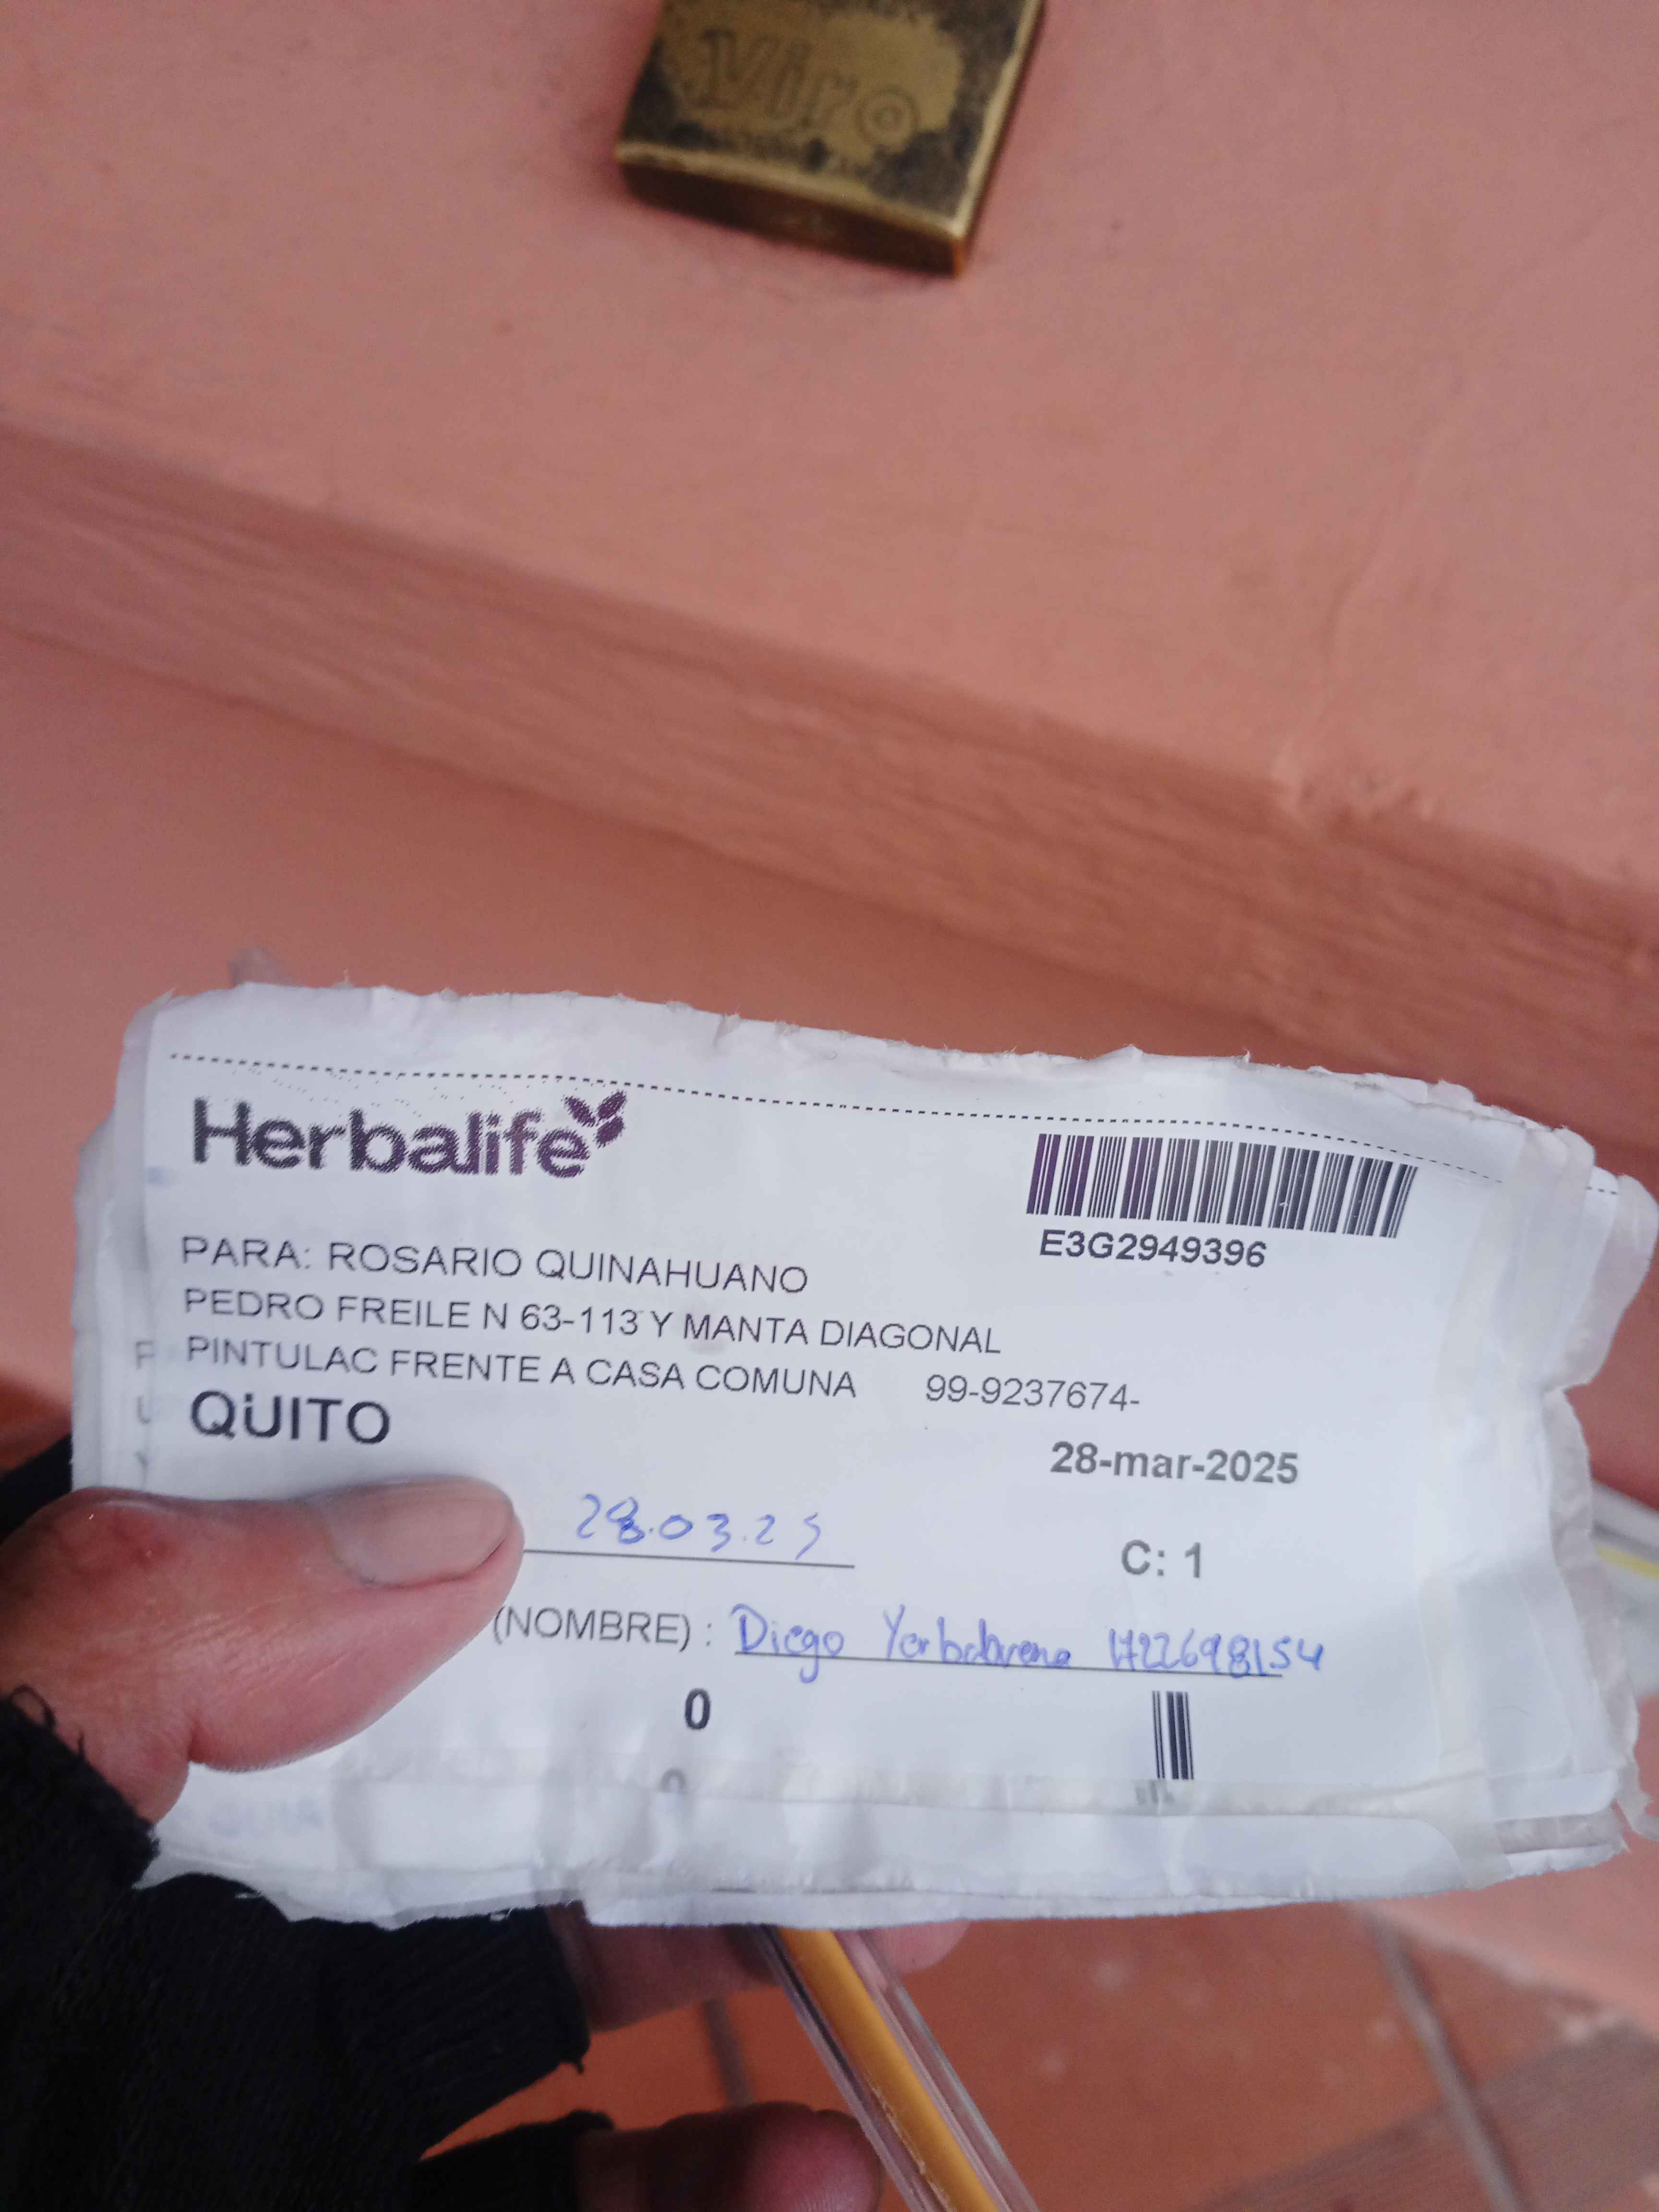 Viro
Herbalife
E3G2949396
PARA: ROSARIO QUINAHUANO
PEDRO FREILE N 63-113 Y MANTA DIAGONAL
PINTULAC FRENTE A CASA COMUNA 99-9237674-
QUITO
28-mar-2025
28.03.25
C: 1
(NOMBRE) : Diego 1722698154
0